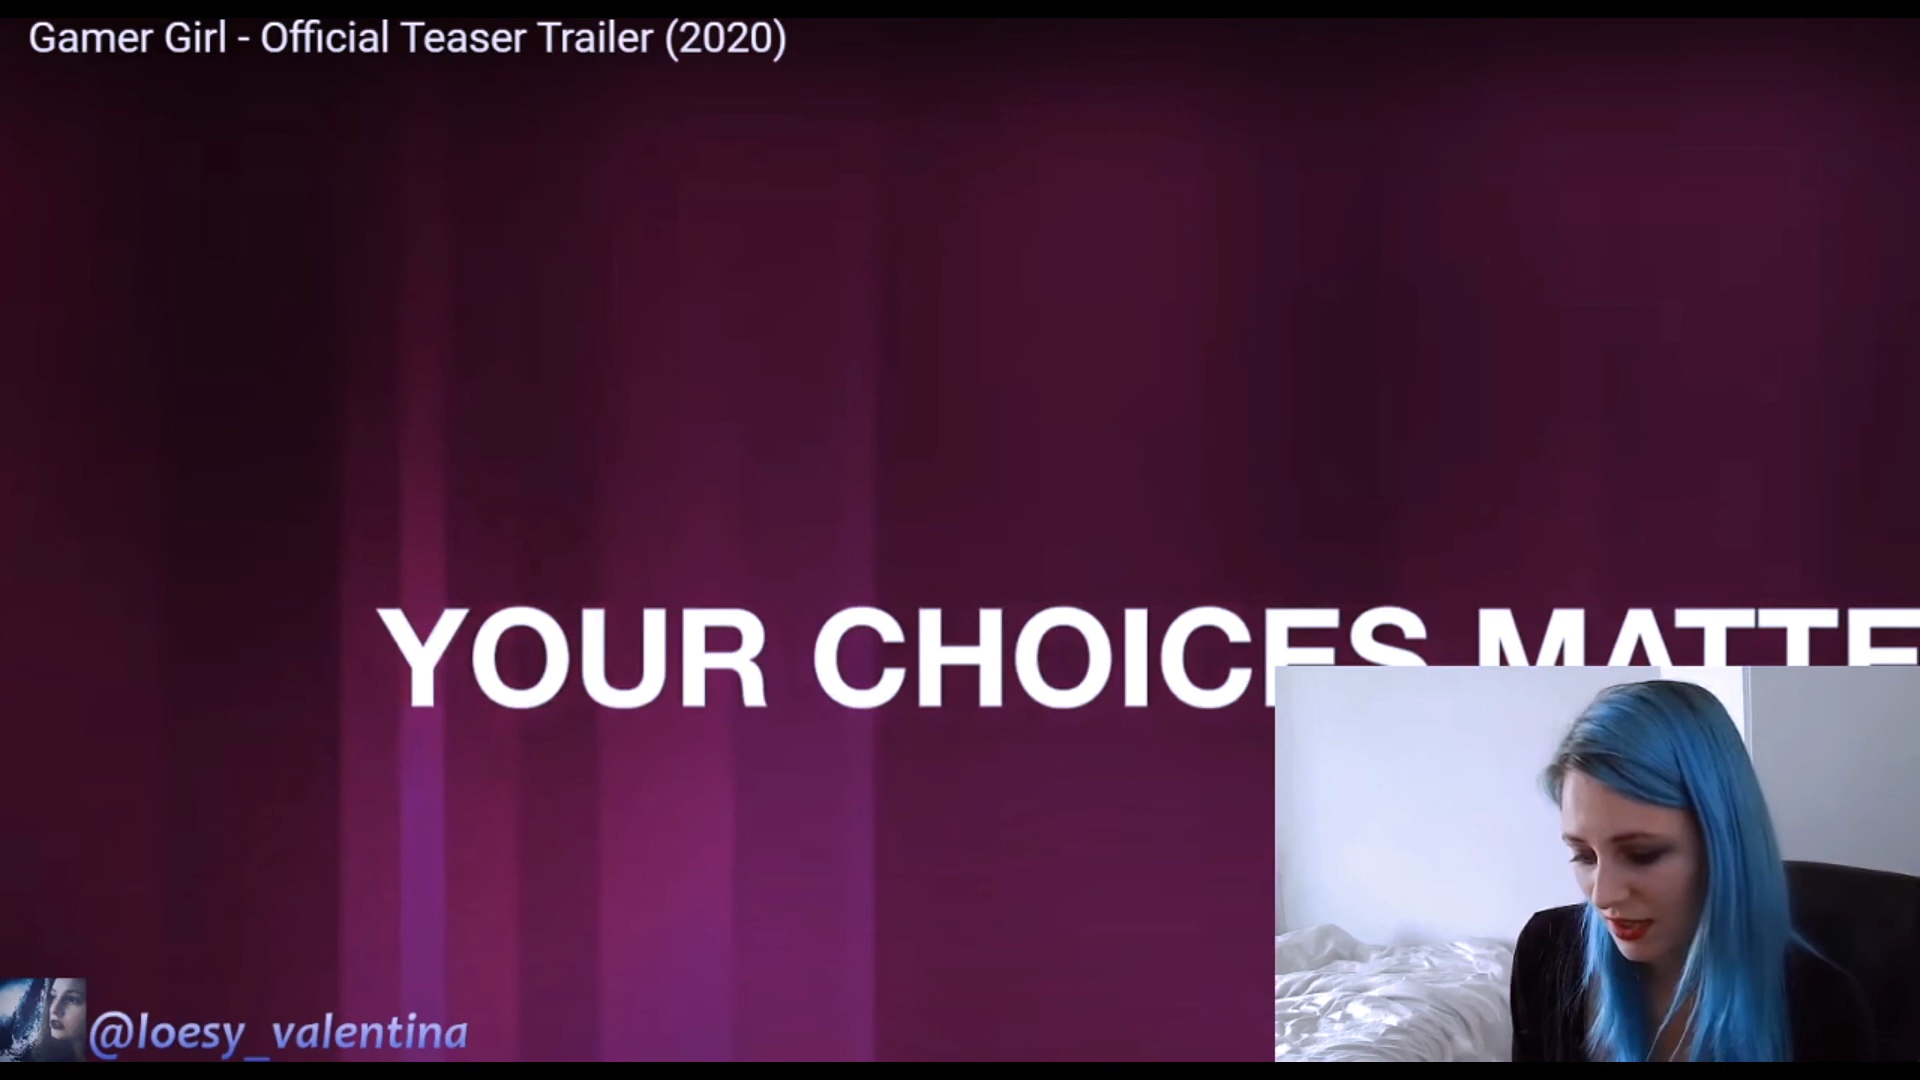 Gamer Girl - Official Teaser Trailer (2020)
YOUR CHOICES MATTE
@loesy_valentina